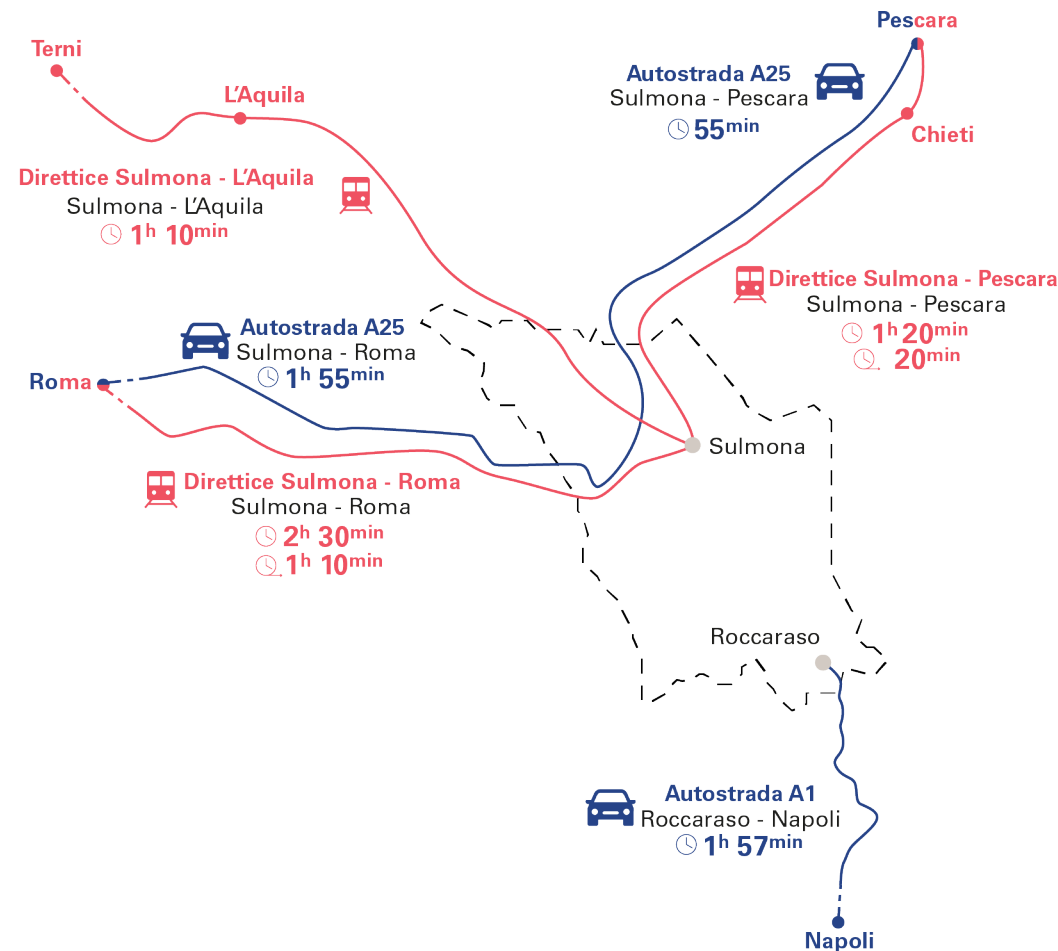 Pescara
Terni
Autostrada A25
Sulmona - Pescara
55min
L'Aquila
Chieti
Direttice Sulmona - L'Aquila
Sulmona - L'Aquila
1h 10min
Direttice Sulmona - Pescara
Sulmona - Pescara
1h 20min
20min
Autostrada A25
Sulmona - Roma
1h 55min
Roma
Sulmona
Direttice Sulmona - Roma
Sulmona - Roma
2h 30min
1h 10min
Roccaraso
Autostrada A1
Roccaraso - Napoli
1h 57min
Napoli